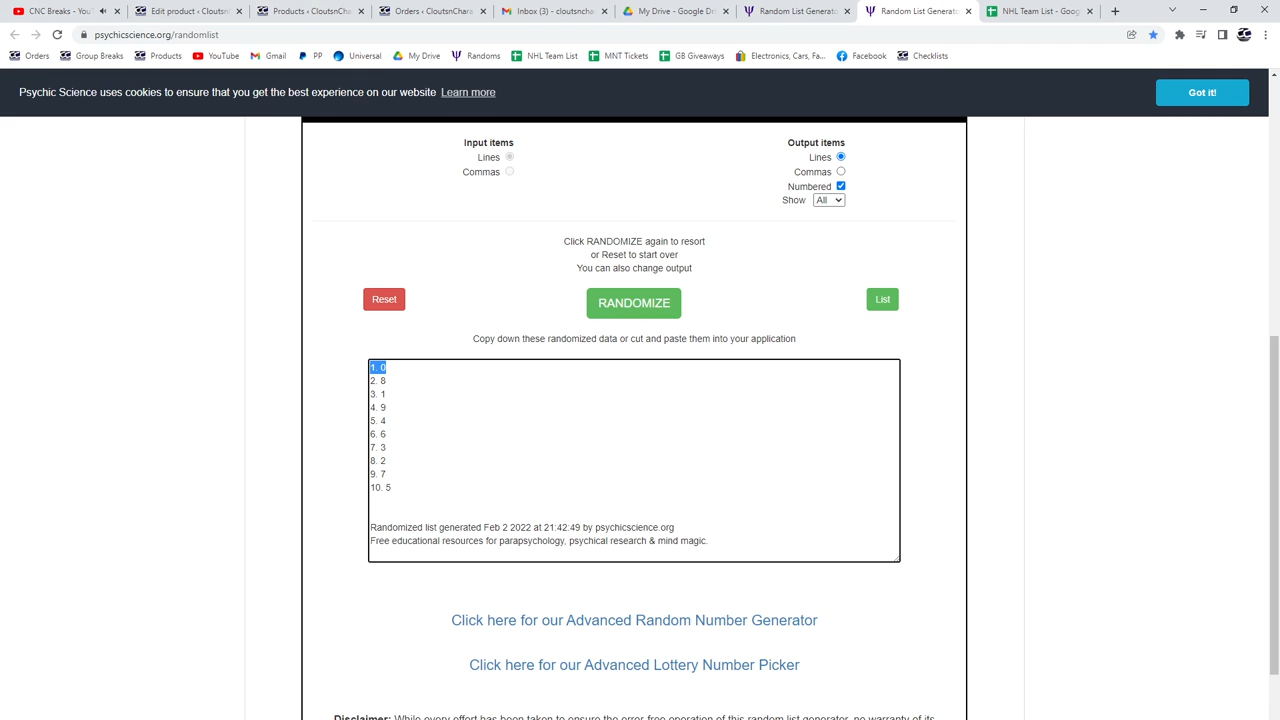 CNC Breaks - You
Edit product - Cloutsn
Products - CloutsnCha
Orders - CloutsnChara
Inbox (3) - cloutsncha
My Drive - Google Dri
Random List Generato
Random List Generato
NHL Team List - Goog
psychicscience.org/randomlist
Orders
Group Breaks
Products
YouTube
Gmail
PP
Universal
My Drive
Randoms
NHL Team List
MNT Tickets
GB Giveaways
Electronics, Cars, Fa...
Facebook
Checklists
Psychic Science uses cookies to ensure that you get the best experience on our website Learn more
Got it!
Input items
Lines
Commas
Output items
Lines
Commas
Numbered
Show All
Click RANDOMIZE again to resort
or Reset to start over
You can also change output
Reset
RANDOMIZE
List
Copy down these randomized data or cut and paste them into your application
1. 0
2. 8
3. 1
4. 9
5. 4
6. 6
7. 3
8. 2
9. 7
10. 5
Randomized list generated Feb 2 2022 at 21:42:49 by psychicscience.org
Free educational resources for parapsychology, psychical research & mind magic.
Click here for our Advanced Random Number Generator
Click here for our Advanced Lottery Number Picker
Disclaimer: While every effort has been taken to ensure the error-free operation of this random list generator, no warranty of its